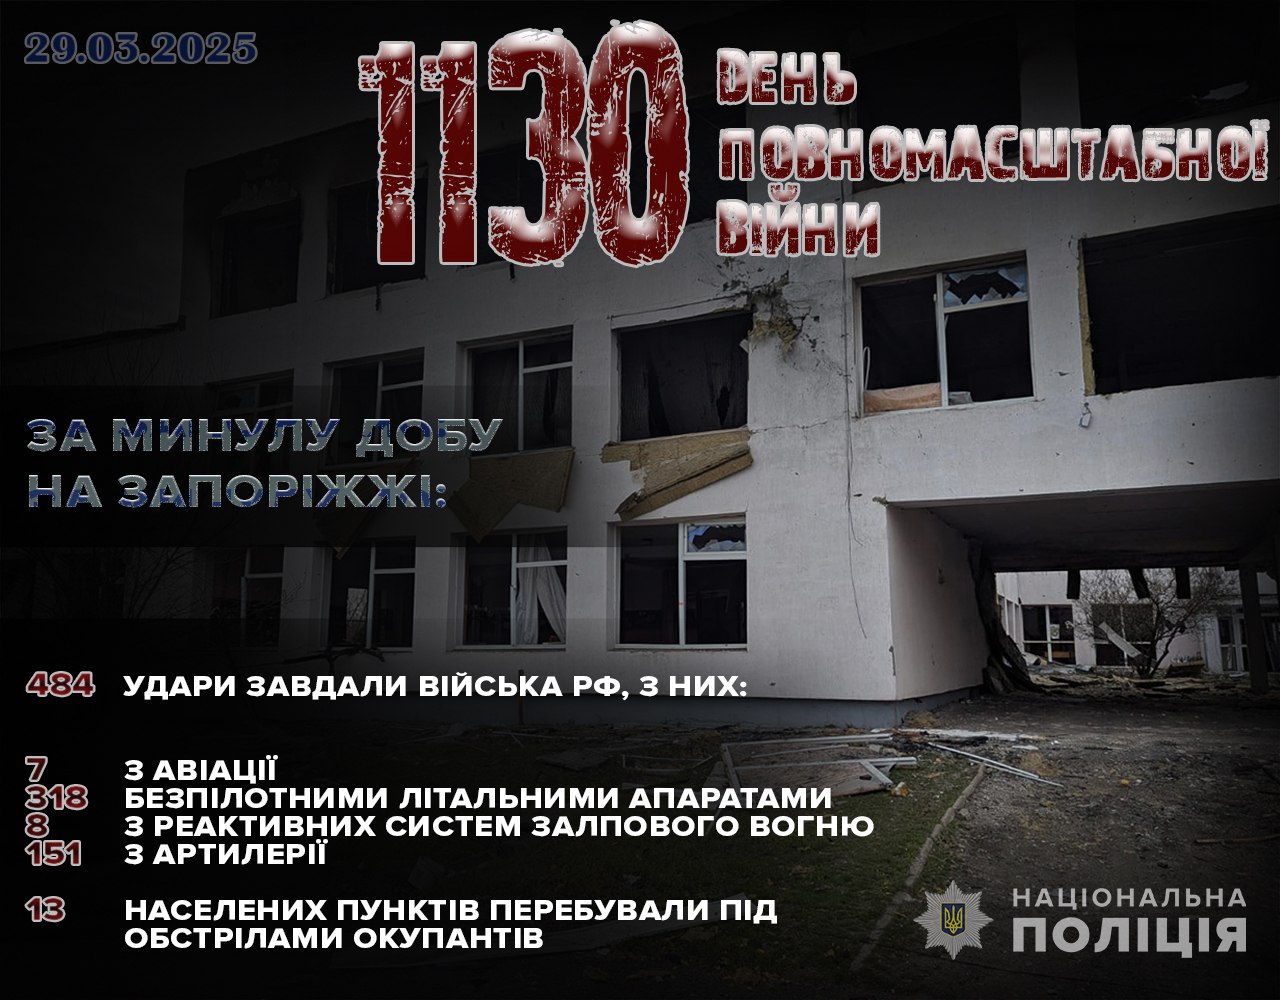 29.03.2025
1130
ДЕНЬ
ПОВНОМАСШТАБНОЇ
ВІЙНИ
ЗА МИНУЛУ ДОБУ
НА ЗАПОРІЖЖІ:
484 УДАРИ ЗАВДАЛИ ВІЙСЬКА РФ, З НИХ:
7 З АВІАЦІЇ
318 БЕЗПІЛОТНИМИ ЛІТАЛЬНИМИ АПАРАТАМИ
8 З РЕАКТИВНИХ СИСТЕМ ЗАЛПОВОГО ВОГНЮ
151 З АРТИЛЕРІЇ
13 НАСЕЛЕНИХ ПУНКТІВ ПЕРЕБУВАЛИ ПІД
ОБСТРІЛАМИ ОКУПАНТІВ
НАЦІОНАЛЬНА
ПОЛІЦІЯ